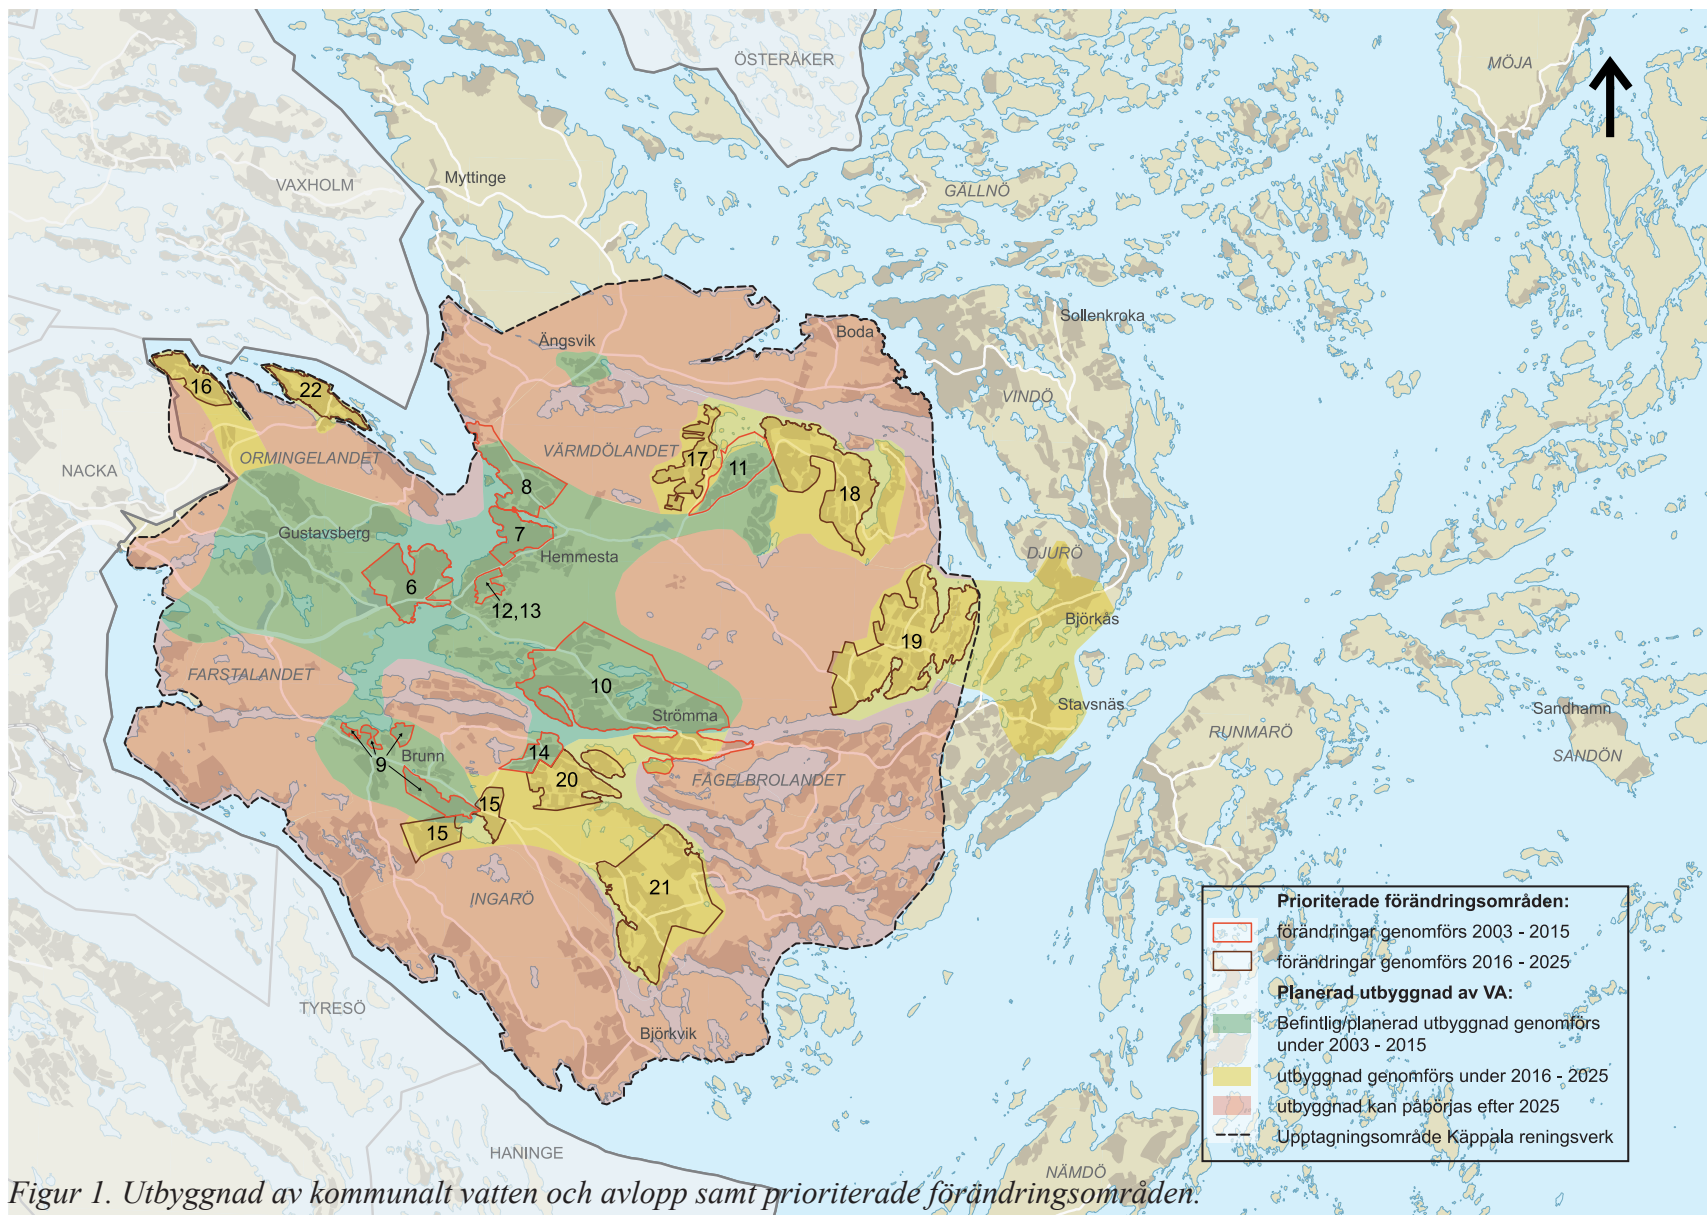 ÖSTERÅKER
MÖJA
VAXHOLM
Myttinge
GÄLLNÖ
Sollenkroka
Ängsvik
Boda
16
22
VINDÖ
NACKA
ORMINGELANDET
VÄRMDÖLANDET
17
11
8
18
Gustavsberg
7
Hemmesta
DJURÖ
6
12,13
Björkås
19
FARSTALANDET
10
Strömma
Stavsnäs
Sandhamn
RUNMARÖ
SANDÖN
Brunn
14
9
20
FÅGELBROLANDET
15
15
21
INGARÖ
TYRESÖ
Björkvik
HANINGE
NÄMDÖ
Prioriterade förändringsområden:
förändringar genomförs 2003 - 2015
förändringar genomförs 2016 - 2025
Planerad utbyggnad av VA:
Befintlig/planerad utbyggnad genomförs
under 2003 - 2015
utbyggnad genomförs under 2016 - 2025
utbyggnad kan påbörjas efter 2025
Upptagningsområde Käppala reningsverk
Figur 1. Utbyggnad av kommunalt vatten och avlopp samt prioriterade förändringsområden.